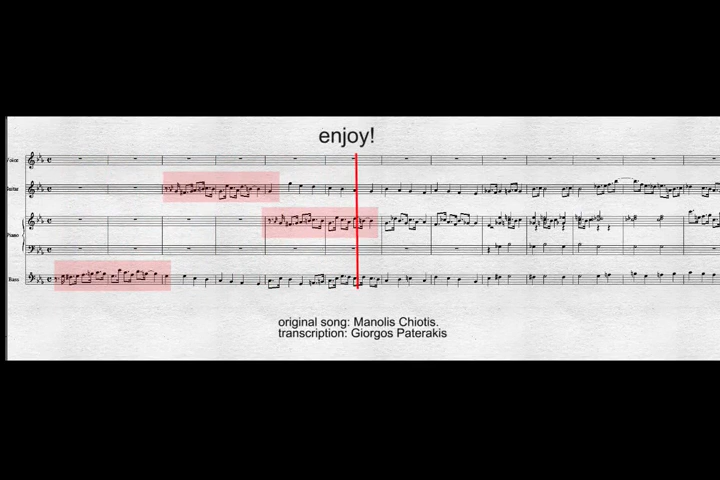 enjoy!
Voice
Guitar
Piano
Bass
original song: Manolis Chiotis.
transcription: Giorgos Paterakis